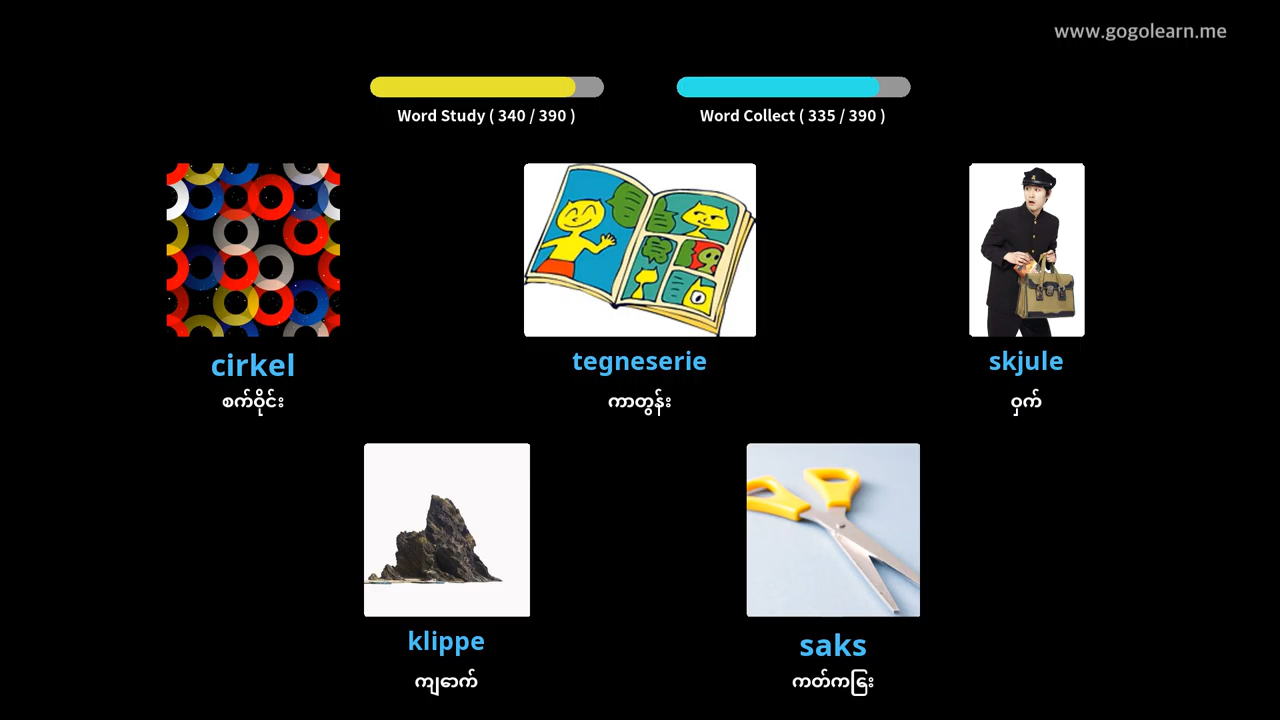 www.gogolearn.me
Word Study ( 340 / 390 )
Word Collect ( 335 / 390 )
cirkel
စက်ဝိုင်း
tegneserie
ကာတွန်း
skjule
ဝှက်
klippe
ကျောက်
saks
ကတ်ကြေး